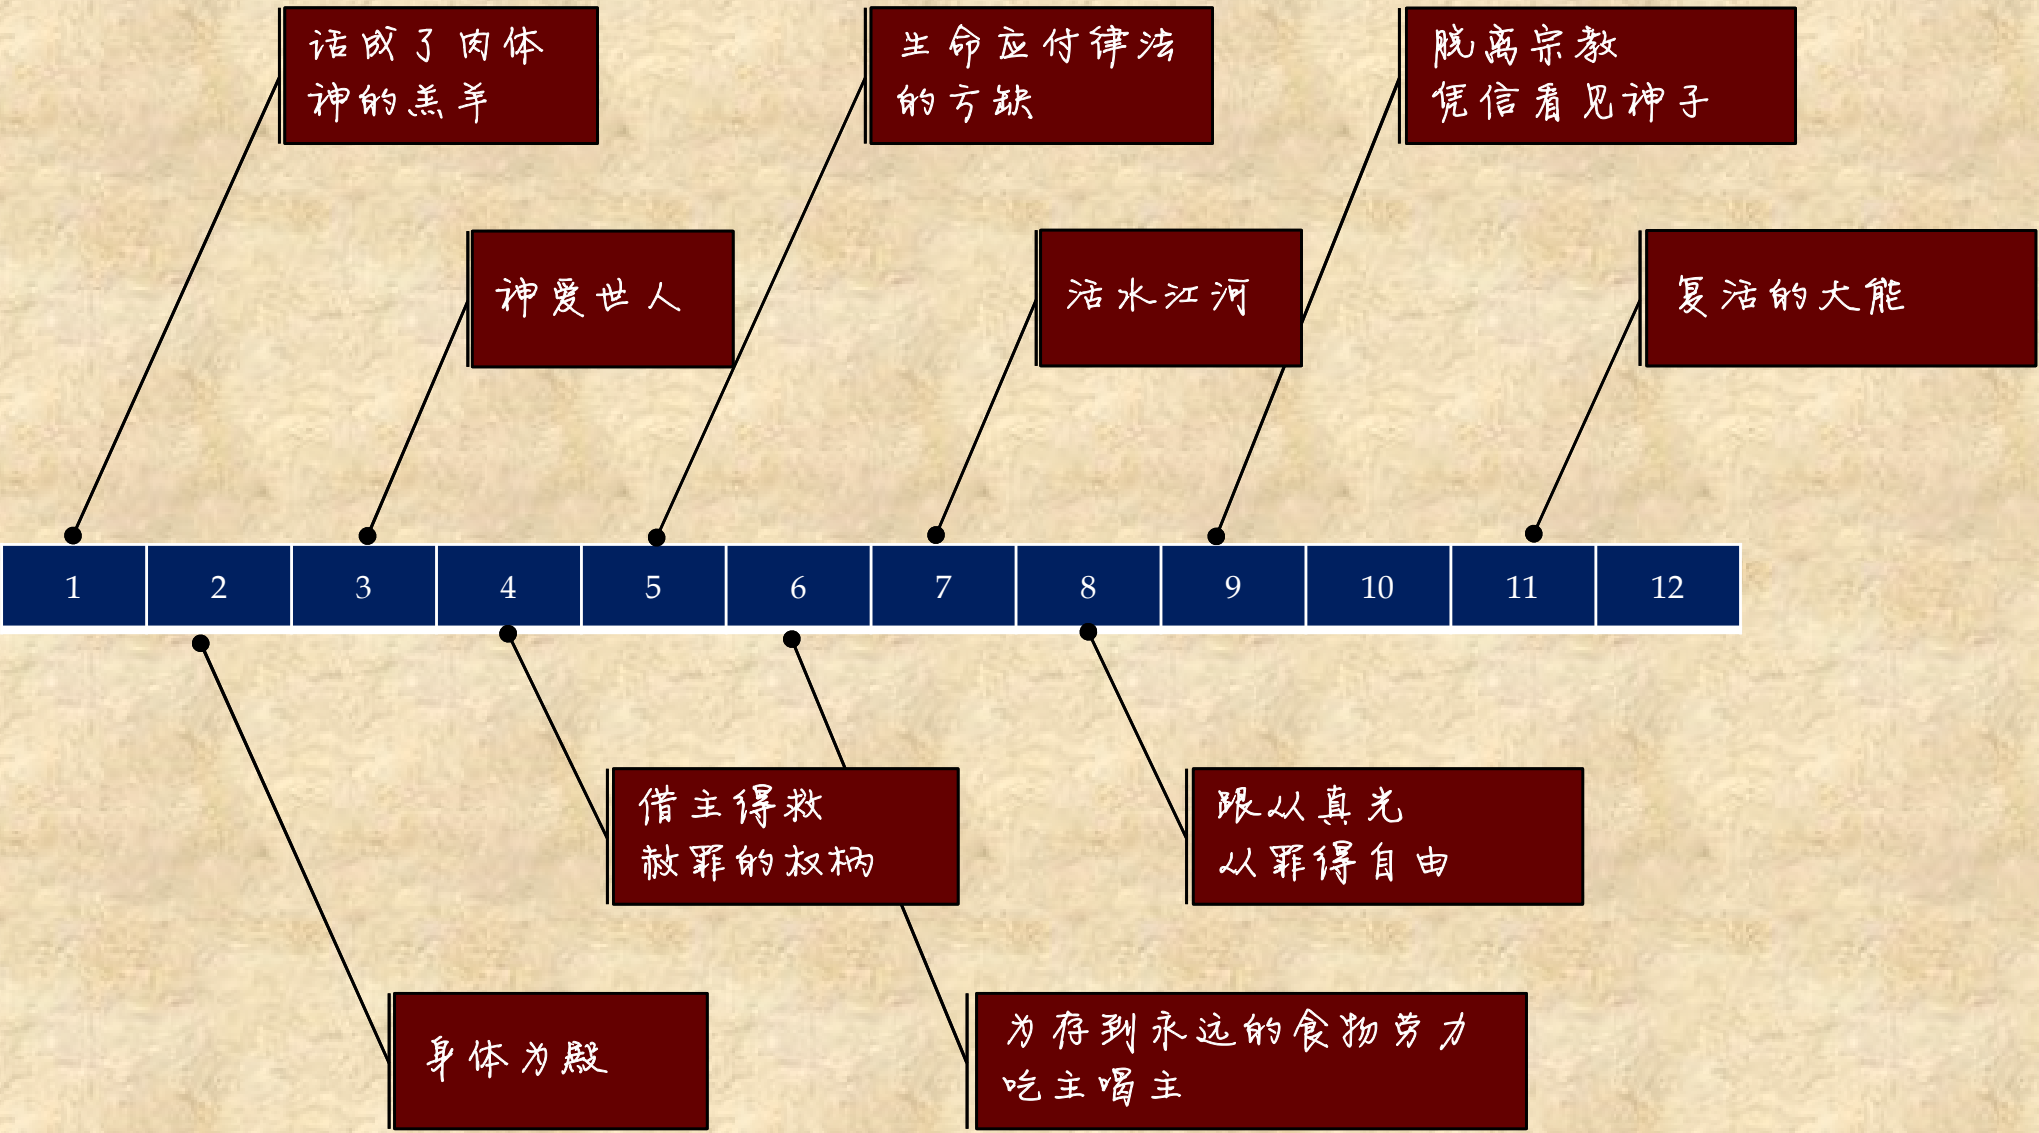 话成了肉体
神的羔羊
生命应付律法
的亏缺
脱离宗教
凭信看见神子
神爱世人
活水江河
复活的大能
1 2 3 4 5 6 7 8 9 10 11 12
借主得救
赦罪的权柄
跟从真光
从罪得自由
身体为殿
为存到永远的食物劳力
吃主喝主